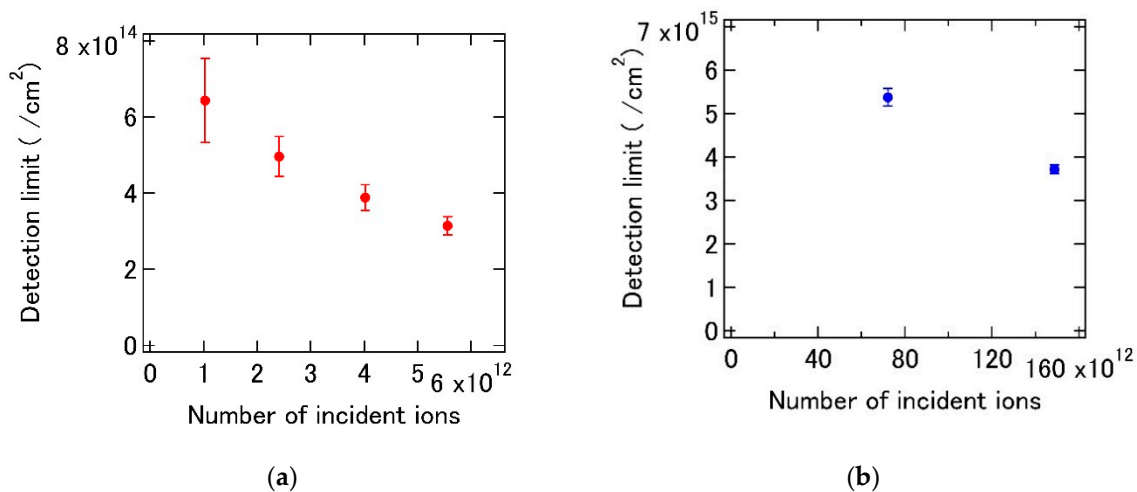 8 x10^14
6
4
2
0
Detection limit ( /cm^2)
0 1 2 3 4 5 6 x10^12
Number of incident ions
(a)
7 x10^15
6
5
4
3
2
1
0
Detection limit ( /cm^2)
0 40 80 120 160 x10^12
Number of incident ions
(b)